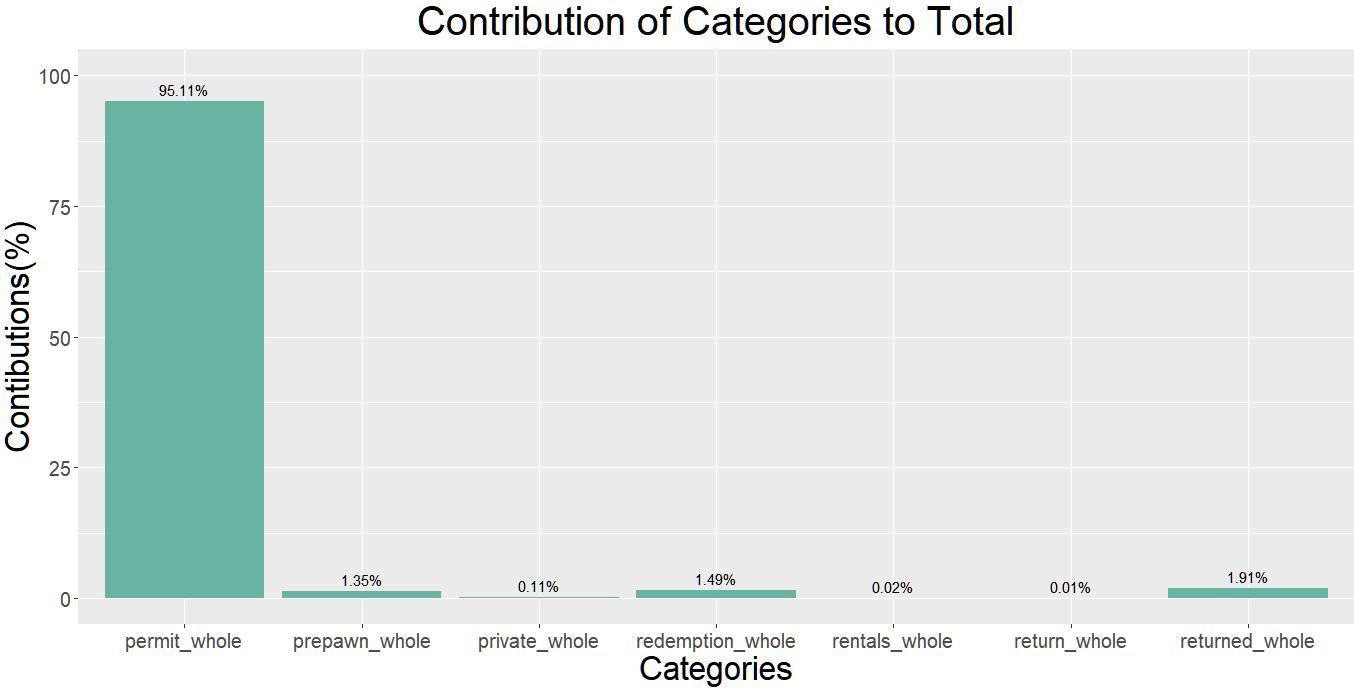 Contribution of Categories to Total
Contibutions(%)
100
75
50
25
0
95.11%
1.35%
0.11%
1.49%
0.02%
0.01%
1.91%
permit_whole
prepawn_whole
private_whole
redemption_whole
rentals_whole
return_whole
returned_whole
Categories